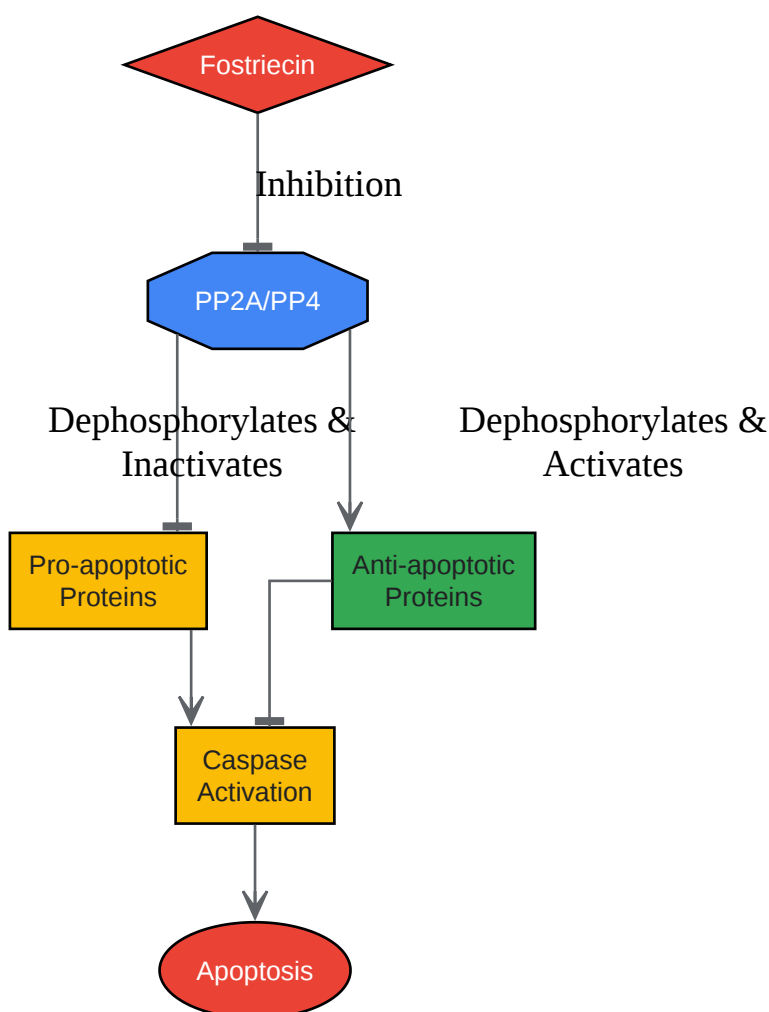 Fostriecin
Inhibition
PP2A/PP4
Dephosphorylates &
Inactivates
Dephosphorylates &
Activates
Pro-apoptotic
Proteins
Anti-apoptotic
Proteins
Caspase
Activation
Apoptosis